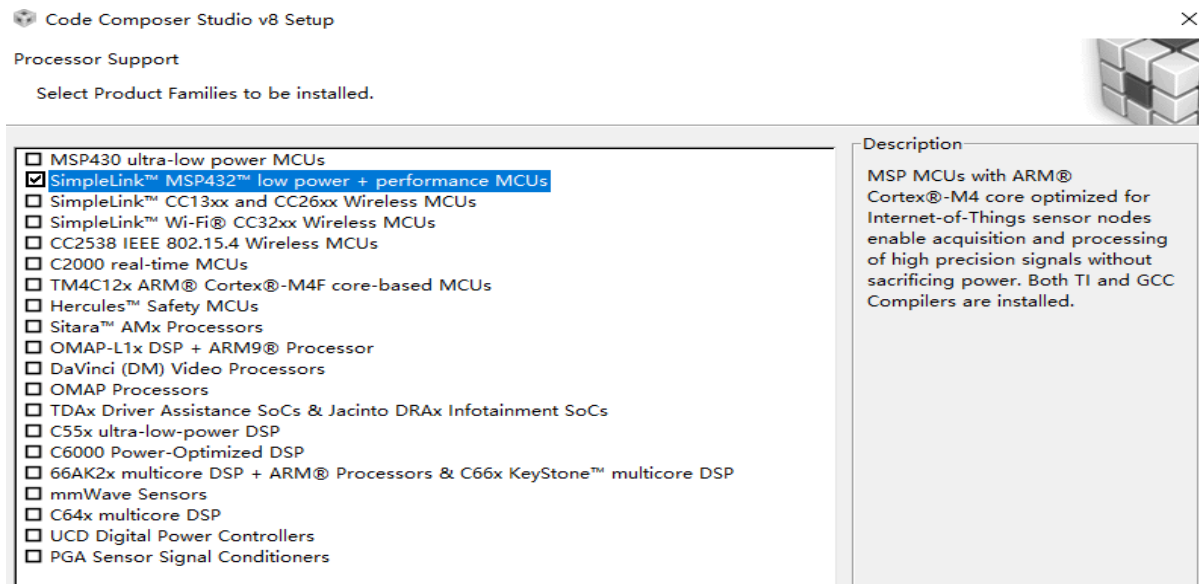 Code Composer Studio v8 Setup
Processor Support
Select Product Families to be installed.
MSP430 ultra-low power MCUs
SimpleLink™ MSP432™ low power + performance MCUs
SimpleLink™ CC13xx and CC26xx Wireless MCUs
SimpleLink™ Wi-Fi® CC32xx Wireless MCUs
CC2538 IEEE 802.15.4 Wireless MCUs
C2000 real-time MCUs
TM4C12x ARM® Cortex®-M4F core-based MCUs
Hercules™ Safety MCUs
Sitara™ AMx Processors
OMAP-L1x DSP + ARM9® Processor
DaVinci (DM) Video Processors
OMAP Processors
TDAx Driver Assistance SoCs & Jacinto DRAx Infotainment SoCs
C55x ultra-low-power DSP
C6000 Power-Optimized DSP
66AK2x multicore DSP + ARM® Processors & C66x KeyStone™ multicore DSP
mmWave Sensors
C64x multicore DSP
UCD Digital Power Controllers
PGA Sensor Signal Conditioners
Description
MSP MCUs with ARM®
Cortex®-M4 core optimized for
Internet-of-Things sensor nodes
enable acquisition and processing
of high precision signals without
sacrificing power. Both TI and GCC
Compilers are installed.